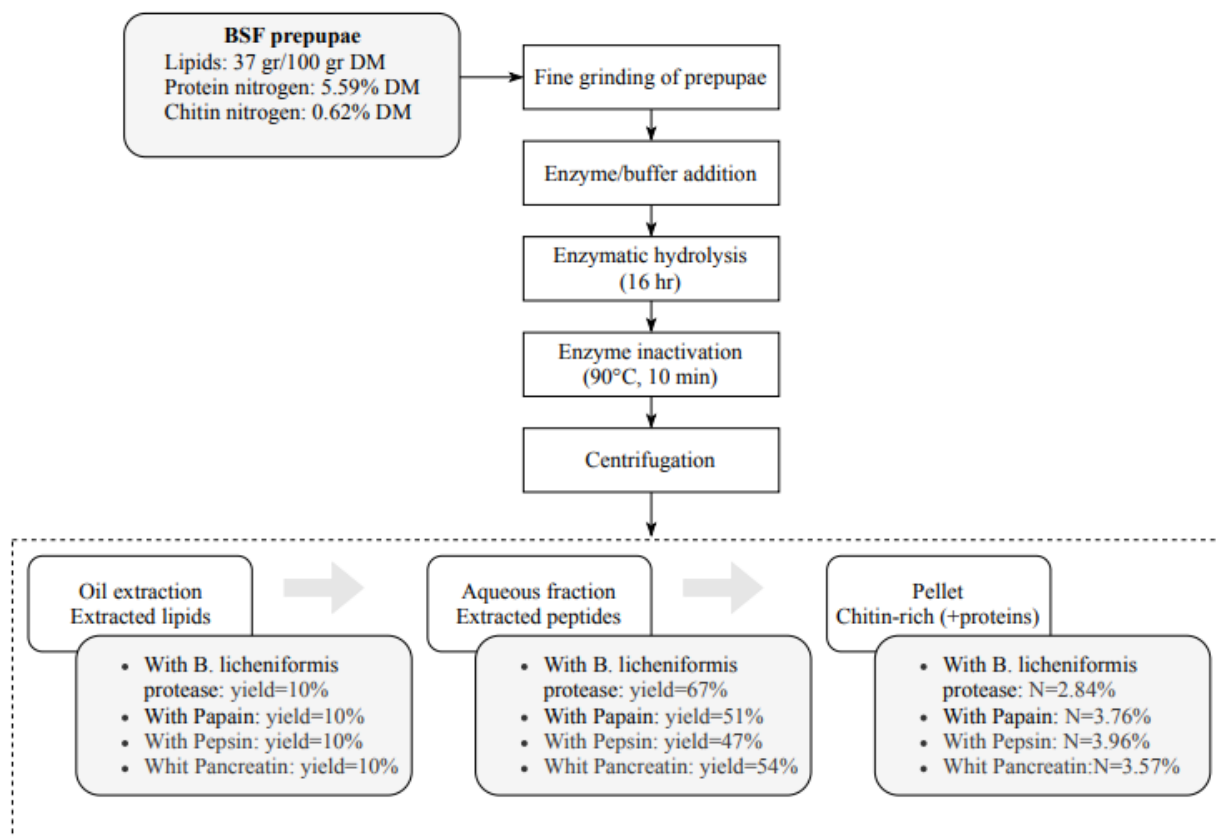 BSF prepupae
Lipids: 37 gr/100 gr DM
Protein nitrogen: 5.59% DM
Chitin nitrogen: 0.62% DM
Fine grinding of prepupae
Enzyme/buffer addition
Enzymatic hydrolysis
(16 hr)
Enzyme inactivation
(90°C, 10 min)
Centrifugation
Oil extraction
Extracted lipids
• With B. licheniformis
protease: yield=10%
• With Papain: yield=10%
• With Pepsin: yield=10%
• Whit Pancreatin: yield=10%
Aqueous fraction
Extracted peptides
• With B. licheniformis
protease: yield=67%
• With Papain: yield=51%
• With Pepsin: yield=47%
• Whit Pancreatin: yield=54%
Pellet
Chitin-rich (+proteins)
• With B. licheniformis
protease: N=2.84%
• With Papain: N=3.76%
• With Pepsin: N=3.96%
• Whit Pancreatin:N=3.57%